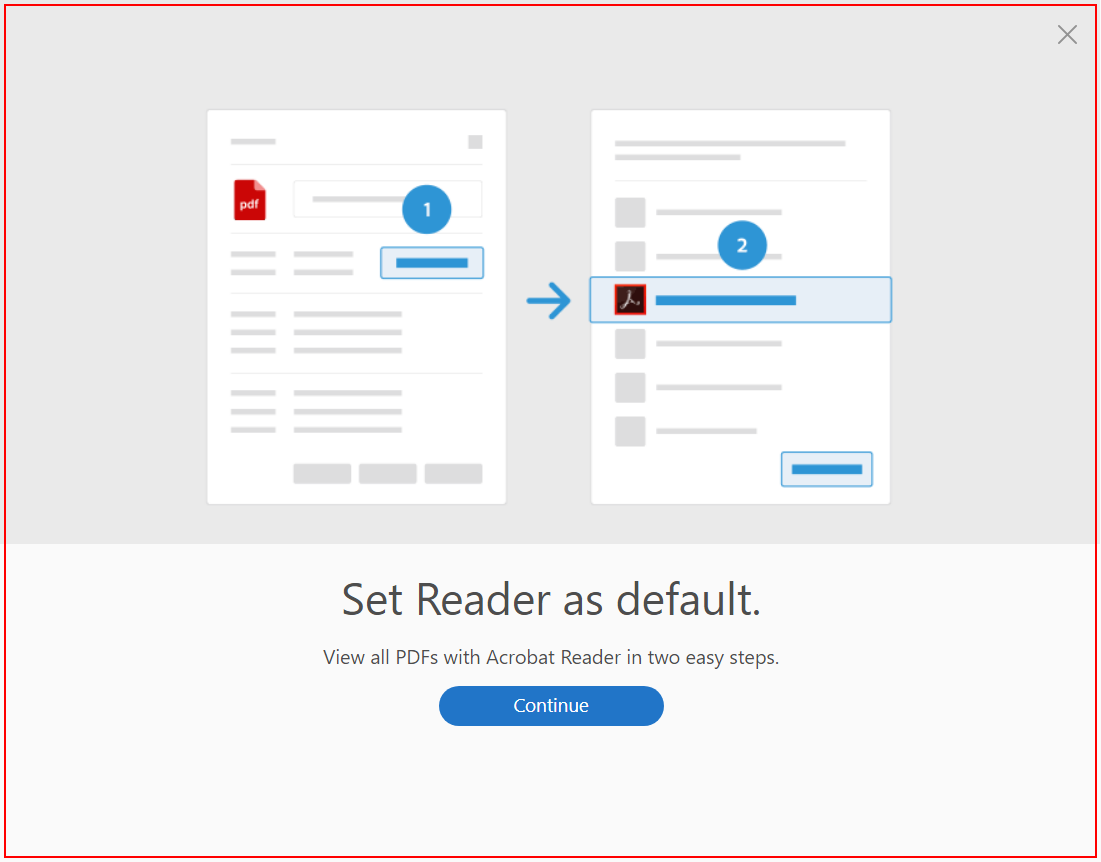 pdf
1
2
Set Reader as default.
View all PDFs with Acrobat Reader in two easy steps.
Continue